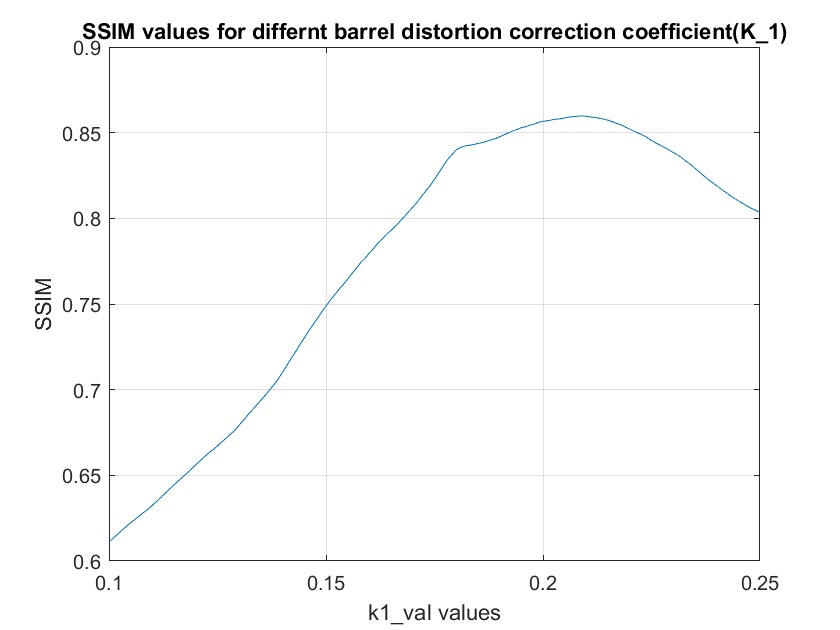 SSIM values for differnt barrel distortion correction coefficient(K_1)
0.9
0.85
0.8
0.75
0.7
0.65
0.6
SSIM
0.1 0.15 0.2 0.25
k1_val values